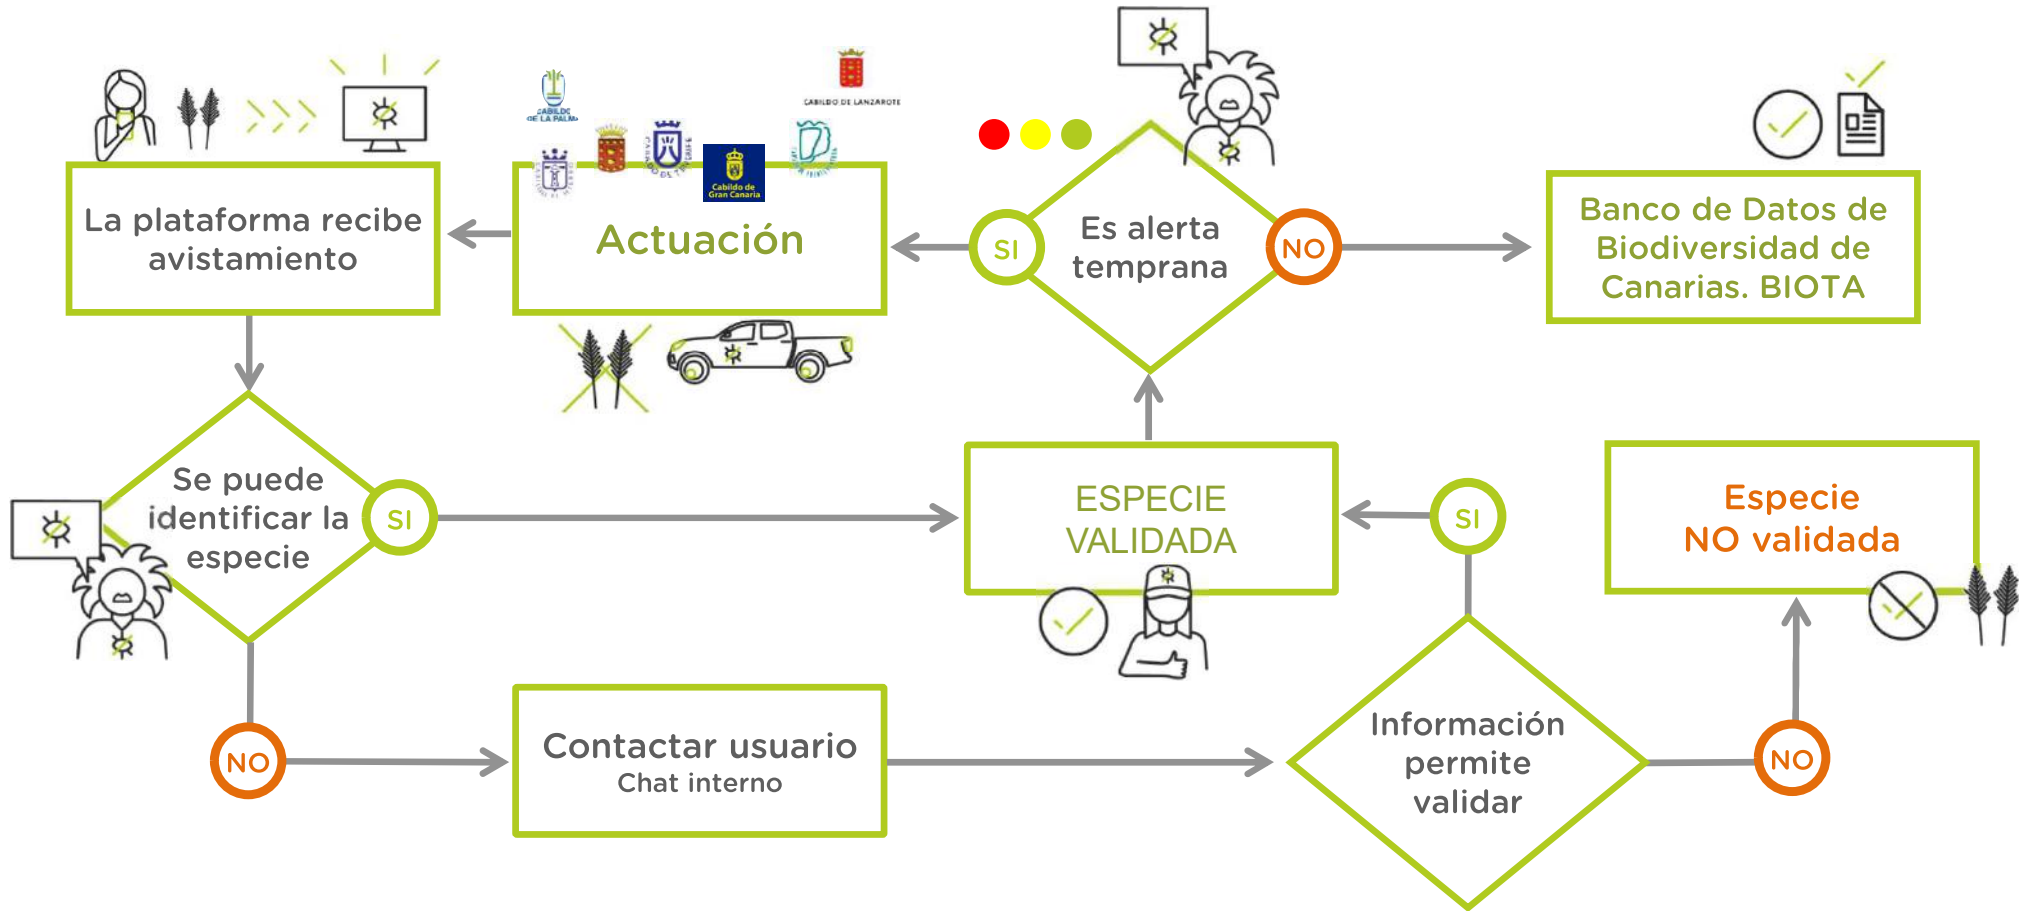 CABILDO
DE LA PALMA
CABILDO DE LANZAROTE
Cabildo de
Gran Canaria
La plataforma recibe
avistamiento
Actuación
SI
Es alerta
temprana
NO
Banco de Datos de
Biodiversidad de
Canarias. BIOTA
Se puede
identificar la
especie
SI
ESPECIE
VALIDADA
SI
Especie
NO validada
NO
Contactar usuario
Chat interno
Información
permite
validar
NO